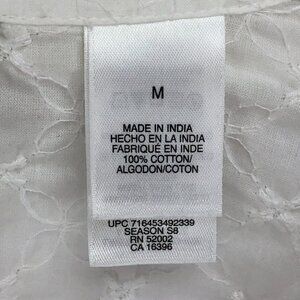 M
MADE IN INDIA
HECHO EN LA INDIA
FABRIQUÉ EN INDE
100% COTTON/
ALGODON/COTON
UPC 716453492339
SEASON S8
RN 52002
CA 16396